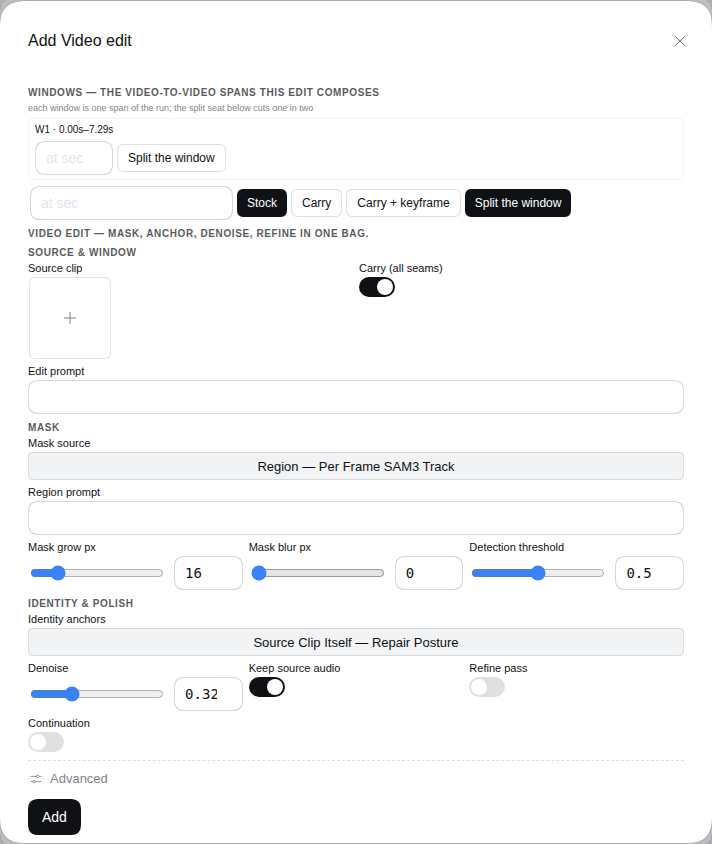 Add Video edit
WINDOWS — THE VIDEO-TO-VIDEO SPANS THIS EDIT COMPOSES
each window is one span of the run; the split seat below cuts one in two
W1 · 0.00s–7.29s
at sec Split the window
at sec Stock Carry Carry + keyframe Split the window
VIDEO EDIT — MASK, ANCHOR, DENOISE, REFINE IN ONE BAG.
SOURCE & WINDOW
Source clip Carry (all seams)
Edit prompt
MASK
Mask source
Region — Per Frame SAM3 Track
Region prompt
Mask grow px Mask blur px Detection threshold
16 0 0.5
IDENTITY & POLISH
Identity anchors
Source Clip Itself — Repair Posture
Denoise Keep source audio Refine pass
0.32
Continuation
Advanced
Add